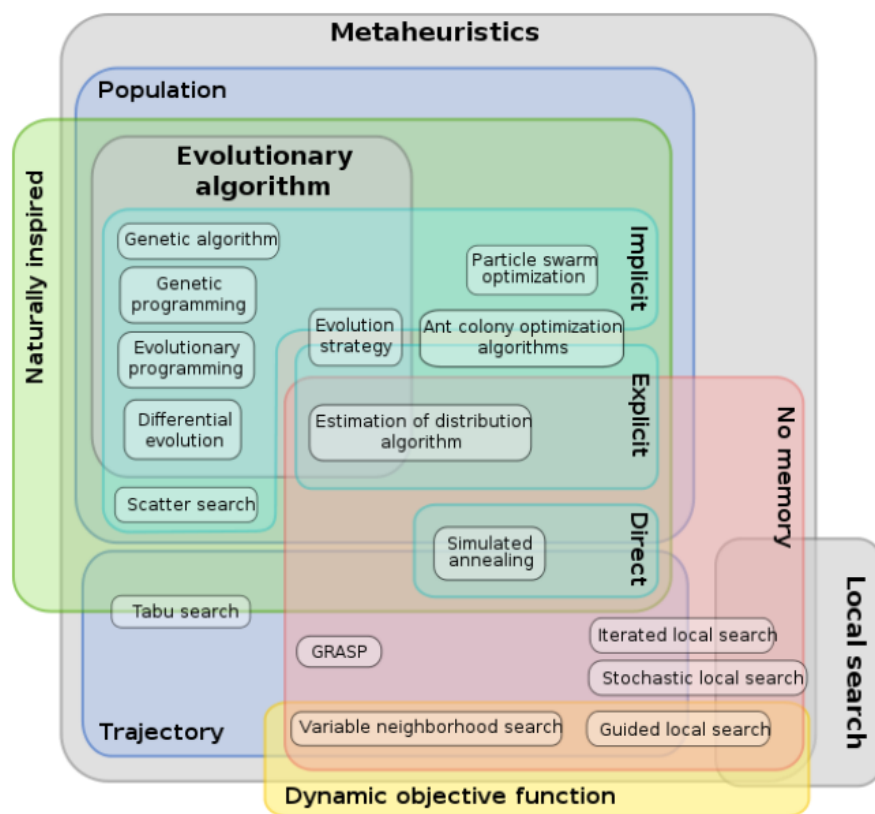 Metaheuristics
Population
Naturally inspired
Evolutionary
algorithm
Implicit
Genetic algorithm
Particle swarm
optimization
Genetic
programming
Evolution
strategy
Ant colony optimization
algorithms
Evolutionary
programming
Explicit
No memory
Differential
evolution
Estimation of distribution
algorithm
Scatter search
Direct
Simulated
annealing
Local search
Tabu search
Iterated local search
GRASP
Stochastic local search
Trajectory
Variable neighborhood search
Guided local search
Dynamic objective function